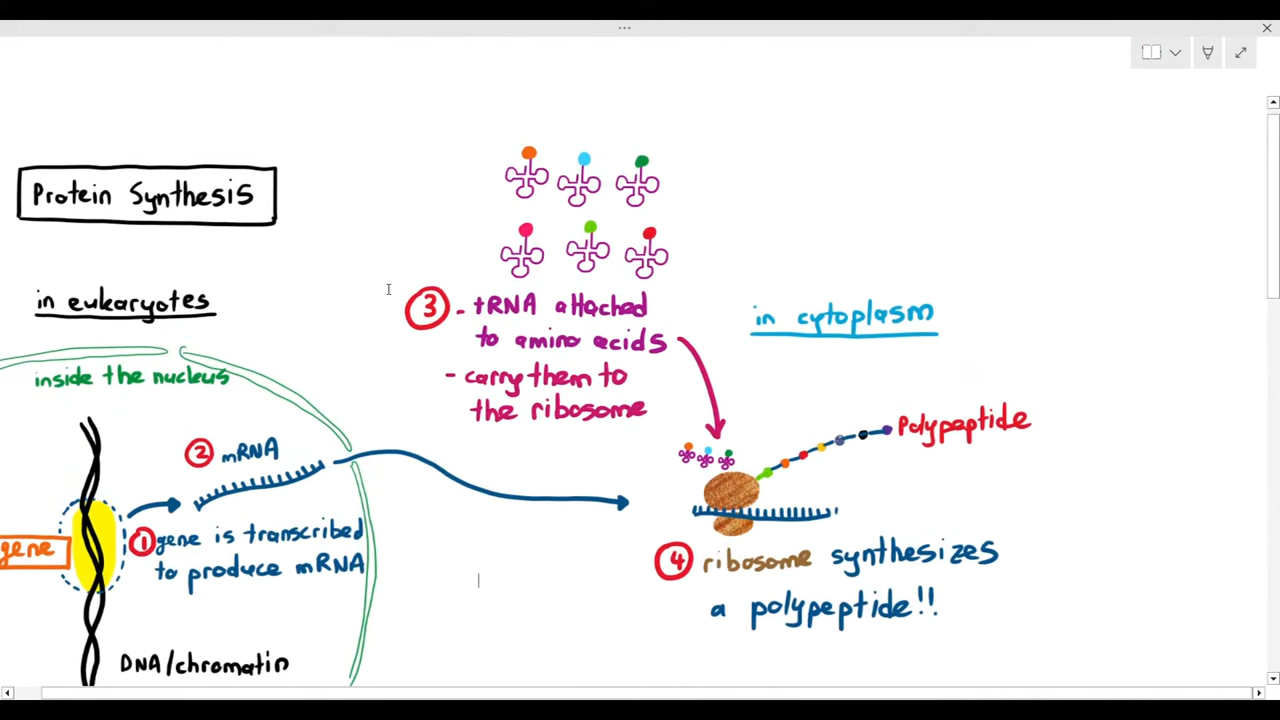 Protein Synthesis
in eukaryotes
inside the nucleus
② mRNA
gene
① gene is transcribed
to produce mRNA
DNA/chromatin
③ - tRNA attached
to amino acids
- carry them to
the ribosome
in cytoplasm
Polypeptide
④ ribosome synthesizes
a polypeptide!!